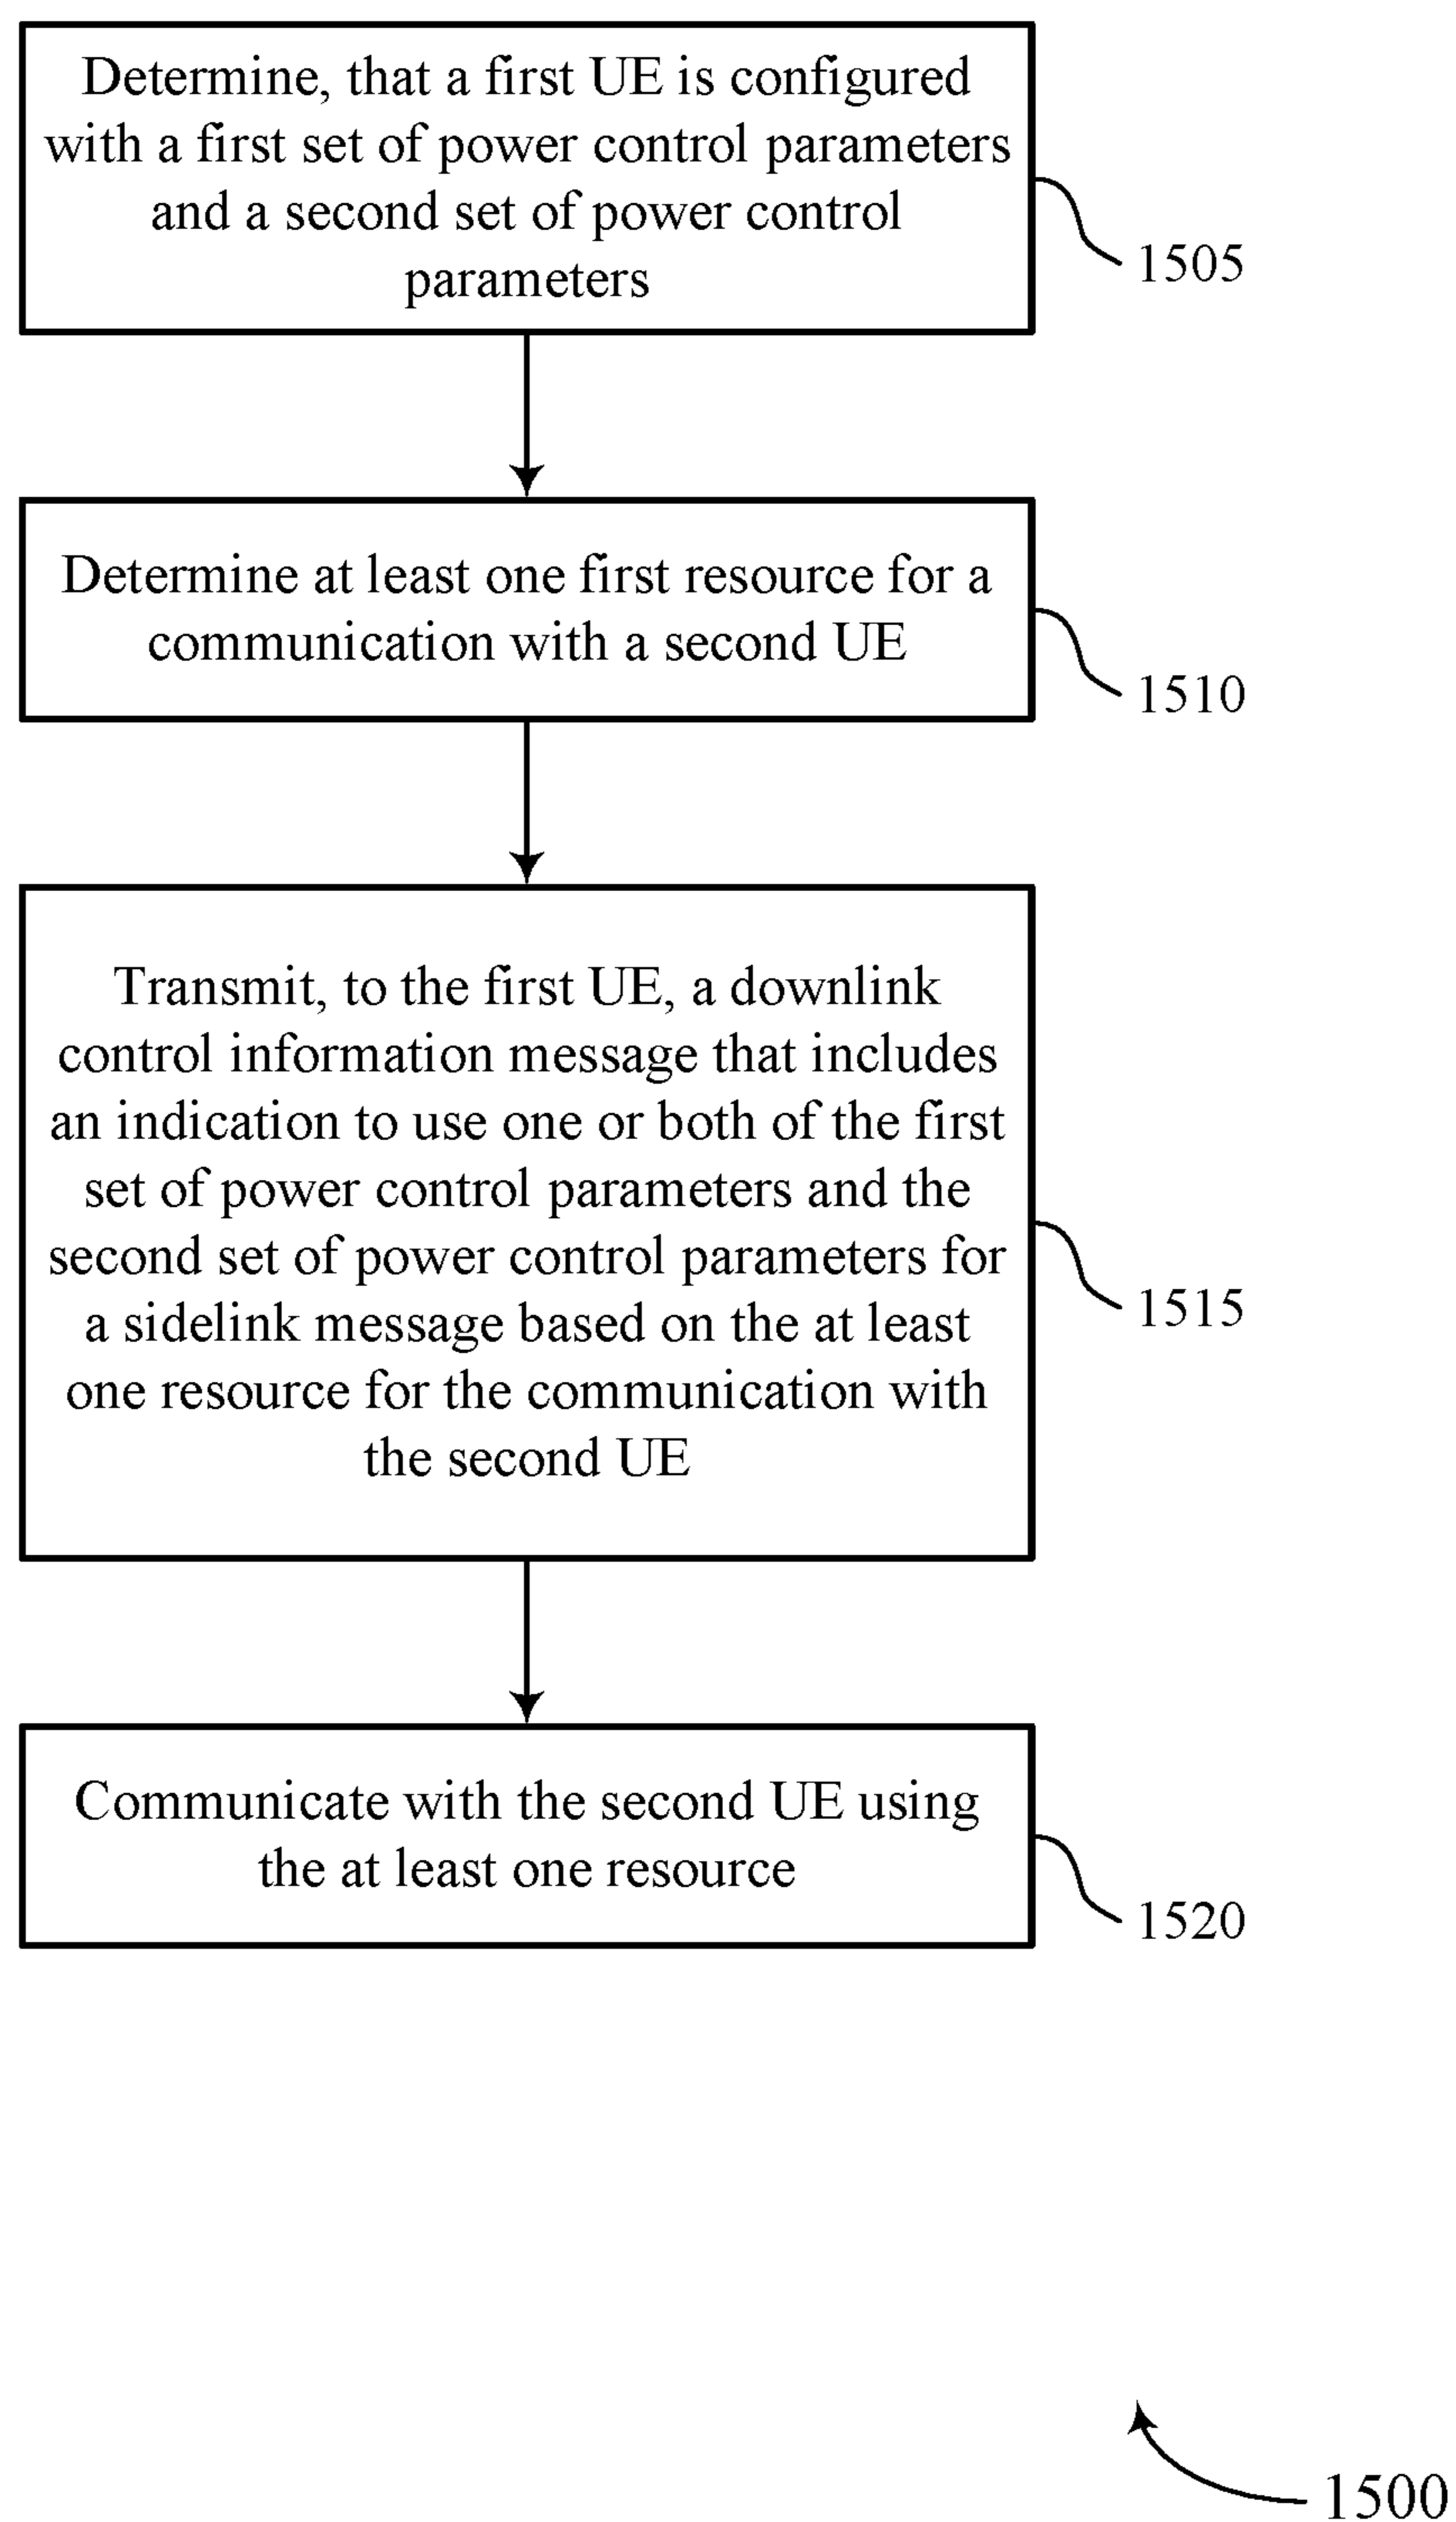 Determine, that a first UE is configured
with a first set of power control parameters
and a second set of power control
parameters
1505
Determine at least one first resource for a
communication with a second UE
1510
Transmit, to the first UE, a downlink
control information message that includes
an indication to use one or both of the first
set of power control parameters and the
second set of power control parameters for
a sidelink message based on the at least
one resource for the communication with
the second UE
1515
Communicate with the second UE using
the at least one resource
1520
1500